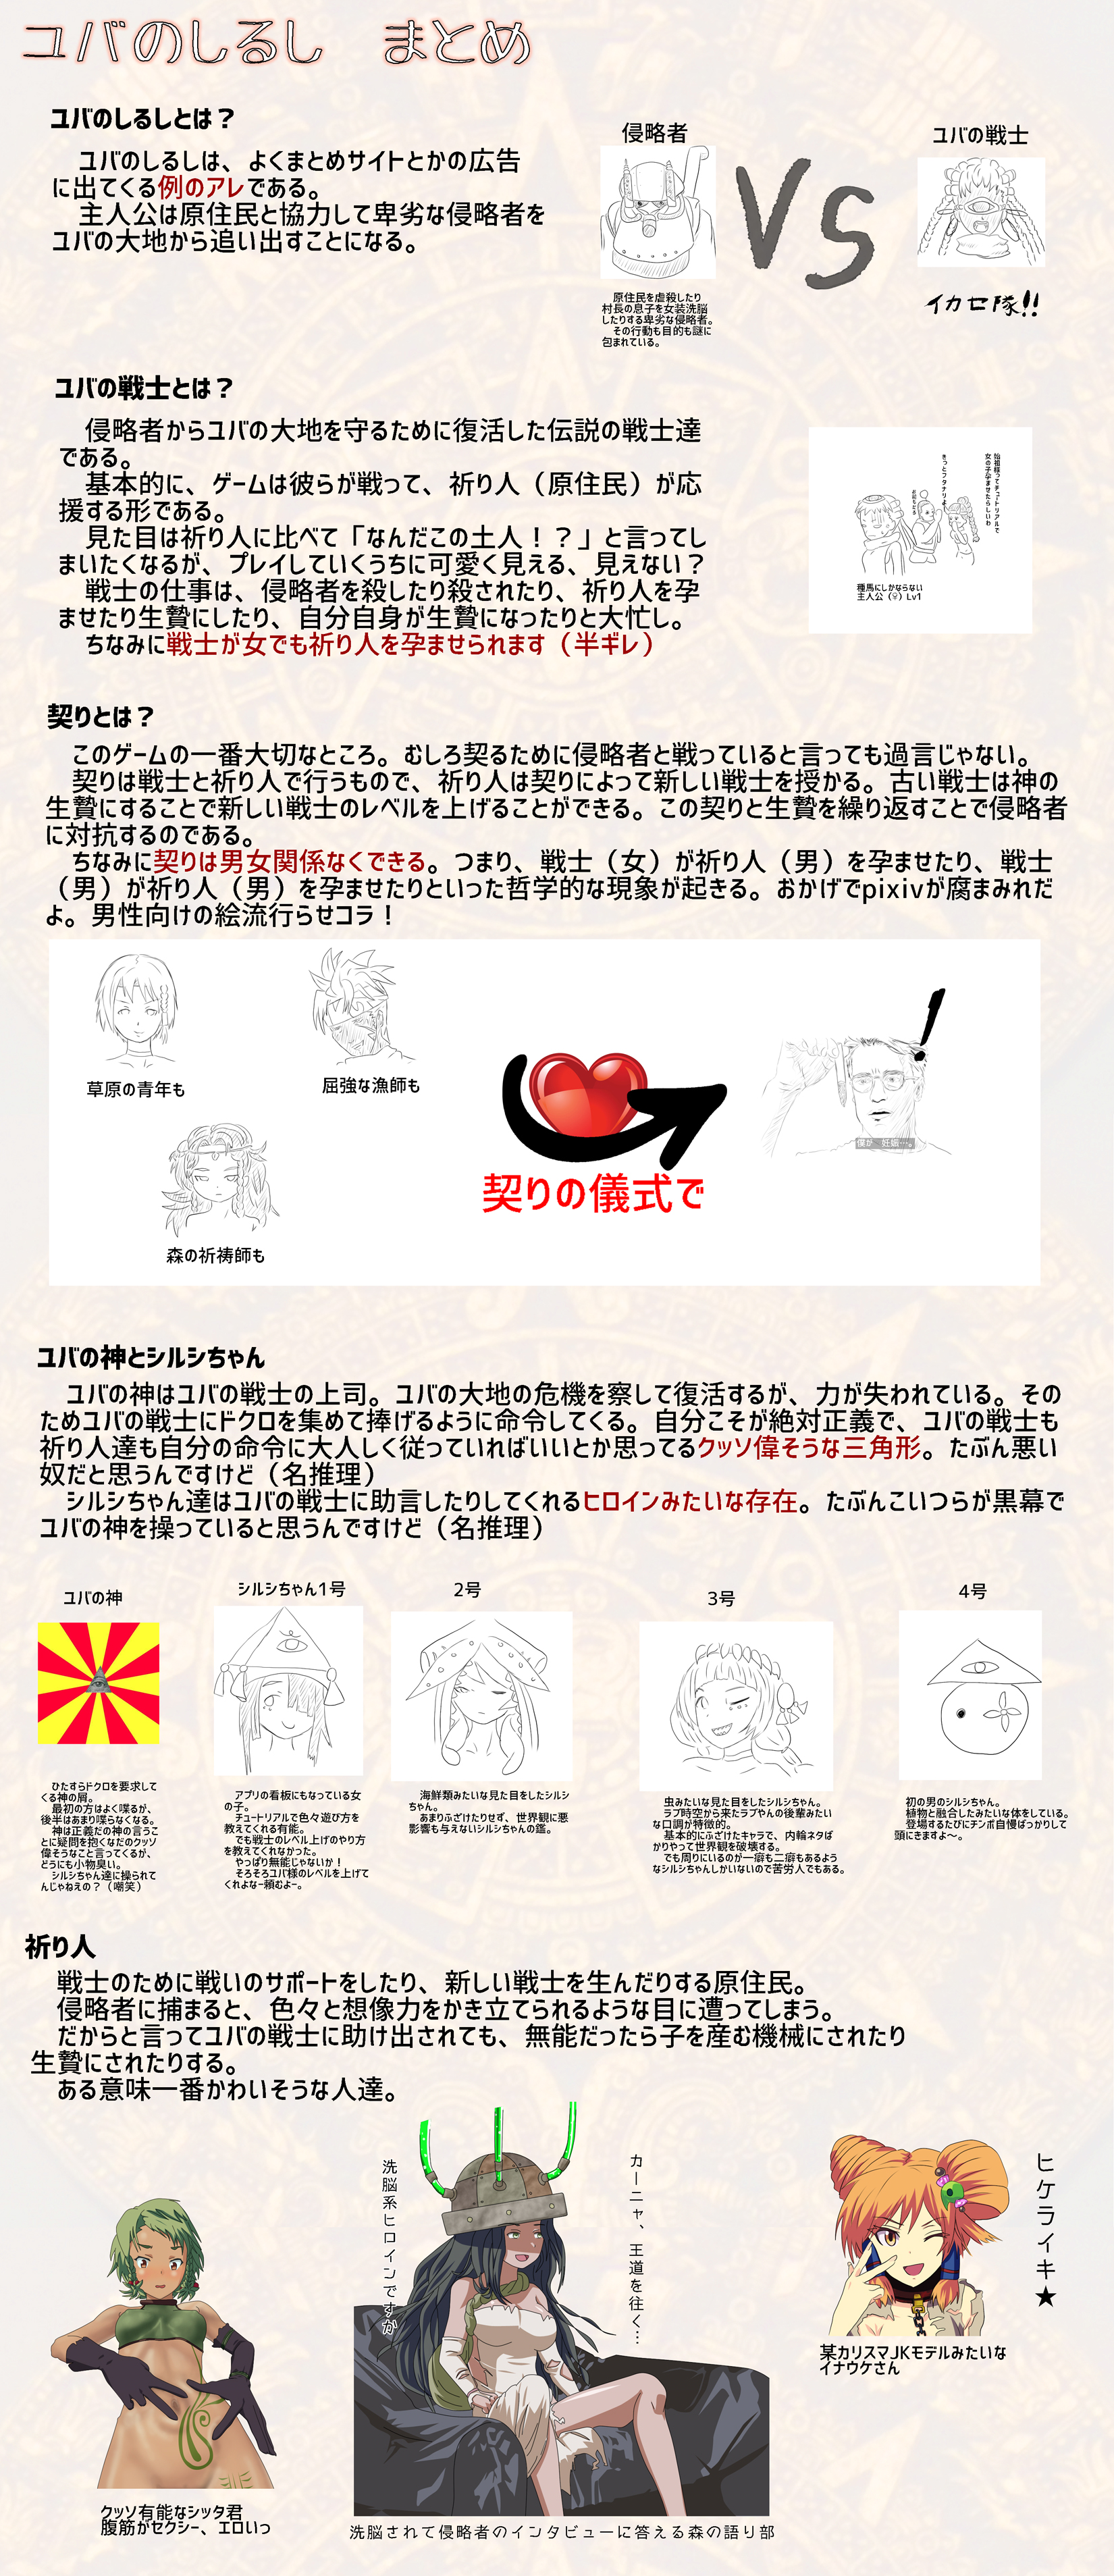 ユバのしるし　まとめ
ユバのしるしとは？
ユバのしるしは、よくまとめサイトとかの広告
に出てくる例のアレである。
主人公は原住民と協力して卑劣な侵略者を
ユバの大地から追い出すことになる。
侵略者
VS
ユバの戦士
原住民を虐殺したり
村長の息子を女装洗脳
したりする卑劣な侵略者。
その行動も目的も謎に
包まれている。
イカセ隊!!
ユバの戦士とは？
侵略者からユバの大地を守るために復活した伝説の戦士達
である。
基本的に、ゲームは彼らが戦って、祈り人（原住民）が応
援する形である。
見た目は祈り人に比べて「なんだこの土人！？」と言ってし
まいたくなるが、プレイしていくうちに可愛く見える、見えない？
戦士の仕事は、侵略者を殺したり殺されたり、祈り人を孕
ませたり生贄にしたり、自分自身が生贄になったりと大忙し。
ちなみに戦士が女でも祈り人を孕ませられます（半ギレ）
始祖様ってチュートリアルで
女の子孕ませたらしいわ
きっとフタナリよ
種馬にしかならない
主人公（♀）Lv1
契りとは？
このゲームの一番大切なところ。むしろ契るために侵略者と戦っていると言っても過言じゃない。
契りは戦士と祈り人で行うもので、祈り人は契りによって新しい戦士を授かる。古い戦士は神の
生贄にすることで新しい戦士のレベルを上げることができる。この契りと生贄を繰り返すことで侵略者
に対抗するのである。
ちなみに契りは男女関係なくできる。つまり、戦士（女）が祈り人（男）を孕ませたり、戦士
（男）が祈り人（男）を孕ませたりといった哲学的な現象が起きる。おかげでpixivが腐まみれだ
よ。男性向けの絵流行らせコラ！
草原の青年も
屈強な漁師も
森の祈祷師も
契りの儀式で
！
僕が　妊娠…。
ユバの神とシルシちゃん
ユバの神はユバの戦士の上司。ユバの大地の危機を察して復活するが、力が失われている。その
ためユバの戦士にドクロを集めて捧げるように命令してくる。自分こそが絶対正義で、ユバの戦士も
祈り人達も自分の命令に大人しく従っていればいいとか思ってるクッソ偉そうな三角形。たぶん悪い
奴だと思うんですけど（名推理）
シルシちゃん達はユバの戦士に助言したりしてくれるヒロインみたいな存在。たぶんこいつらが黒幕で
ユバの神を操っていると思うんですけど（名推理）
ユバの神
シルシちゃん1号
2号
3号
4号
ひたすらドクロを要求して
くる神の屑。
最初の方はよく喋るが、
後半はあまり喋らなくなる。
神は正義だの神の言うこ
とに疑問を抱くなだのクッソ
偉そうなこと言ってくるが、
どうにも小物臭い。
シルシちゃん達に操られて
んじゃねえの？（嘲笑）
アプリの看板にもなっている女
の子。
チュートリアルで色々遊び方を
教えてくれる有能。
でも戦士のレベル上げのやり方
を教えてくれなかった。
やっぱり無能じゃないか！
そろそろユバ様のレベルを上げて
くれよなー頼むよー。
海鮮類みたいな見た目をしたシルシ
ちゃん。
あまりふざけたりせず、世界観に悪
影響も与えないシルシちゃんの鑑。
虫みたいな見た目をしたシルシちゃん。
ラブ時空から来たラブやんの後輩みたい
な口調が特徴的。
基本的にふざけたキャラで、内輪ネタば
かりやって世界観を破壊する。
でも周りにいるのが一癖も二癖もあるよう
なシルシちゃんしかいないので苦労人でもある。
初の男のシルシちゃん。
植物と融合したみたいな体をしている。
登場するたびにチンポ自慢ばっかりして
頭にきますよ〜。
祈り人
戦士のために戦いのサポートをしたり、新しい戦士を生んだりする原住民。
侵略者に捕まると、色々と想像力をかき立てられるような目に遭ってしまう。
だからと言ってユバの戦士に助け出されても、無能だったら子を産む機械にされたり
生贄にされたりする。
ある意味一番かわいそうな人達。
洗脳系ヒロインですか
カーニャ、王道を往く…
ヒケライキ★
某カリスマJKモデルみたいな
イナウケさん
クッソ有能なシッタ君
腹筋がセクシー、エロいっ
洗脳されて侵略者のインタビューに答える森の語り部